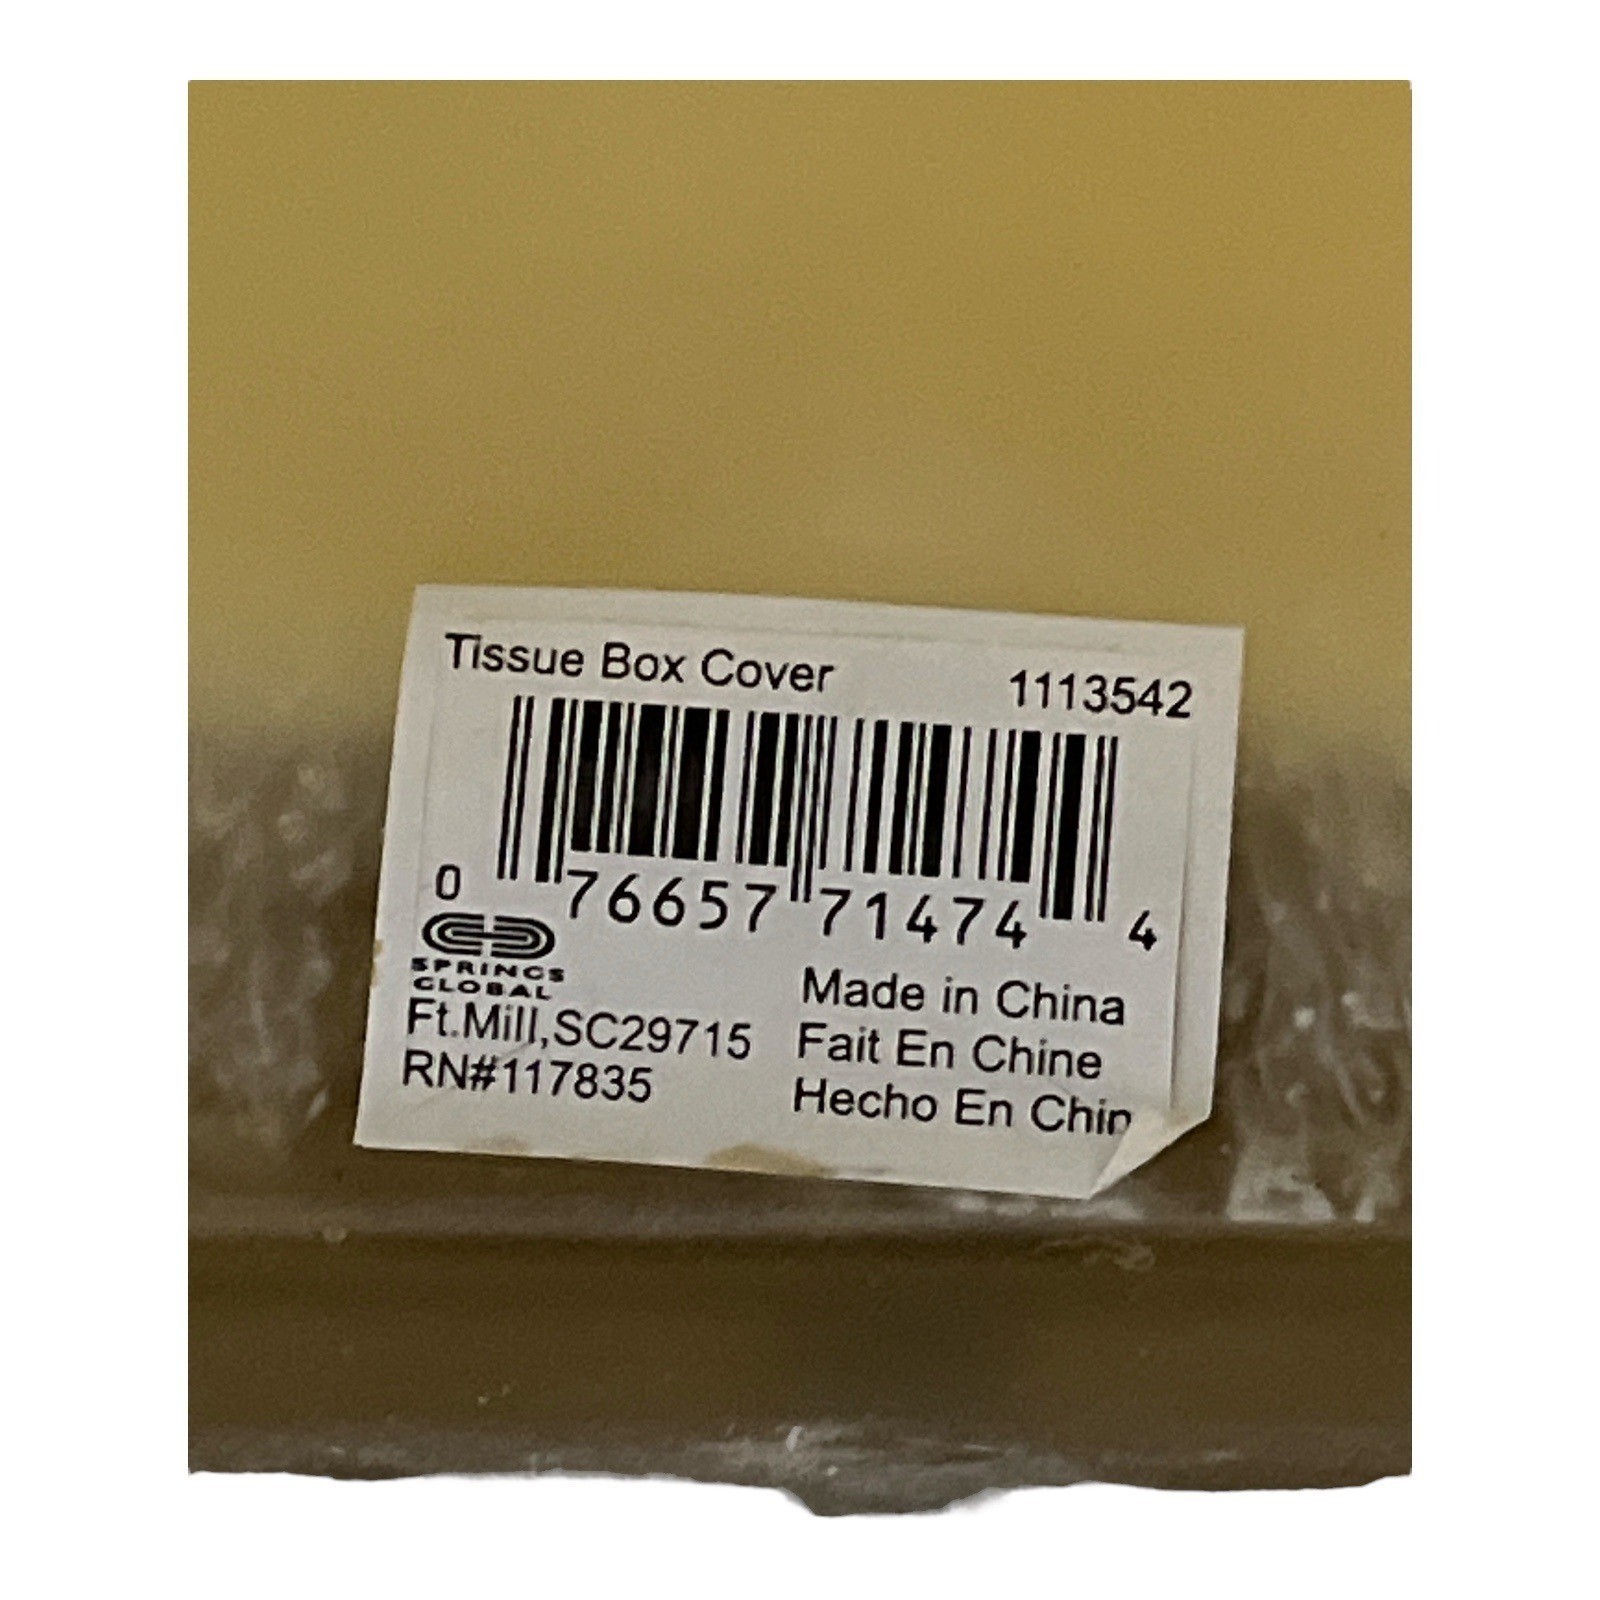 Tissue Box Cover 1113542
0 76657 71474 4
SPRINGS
GLOBAL
Ft.Mill,SC29715
RN#117835
Made in China
Fait En Chine
Hecho En Chin